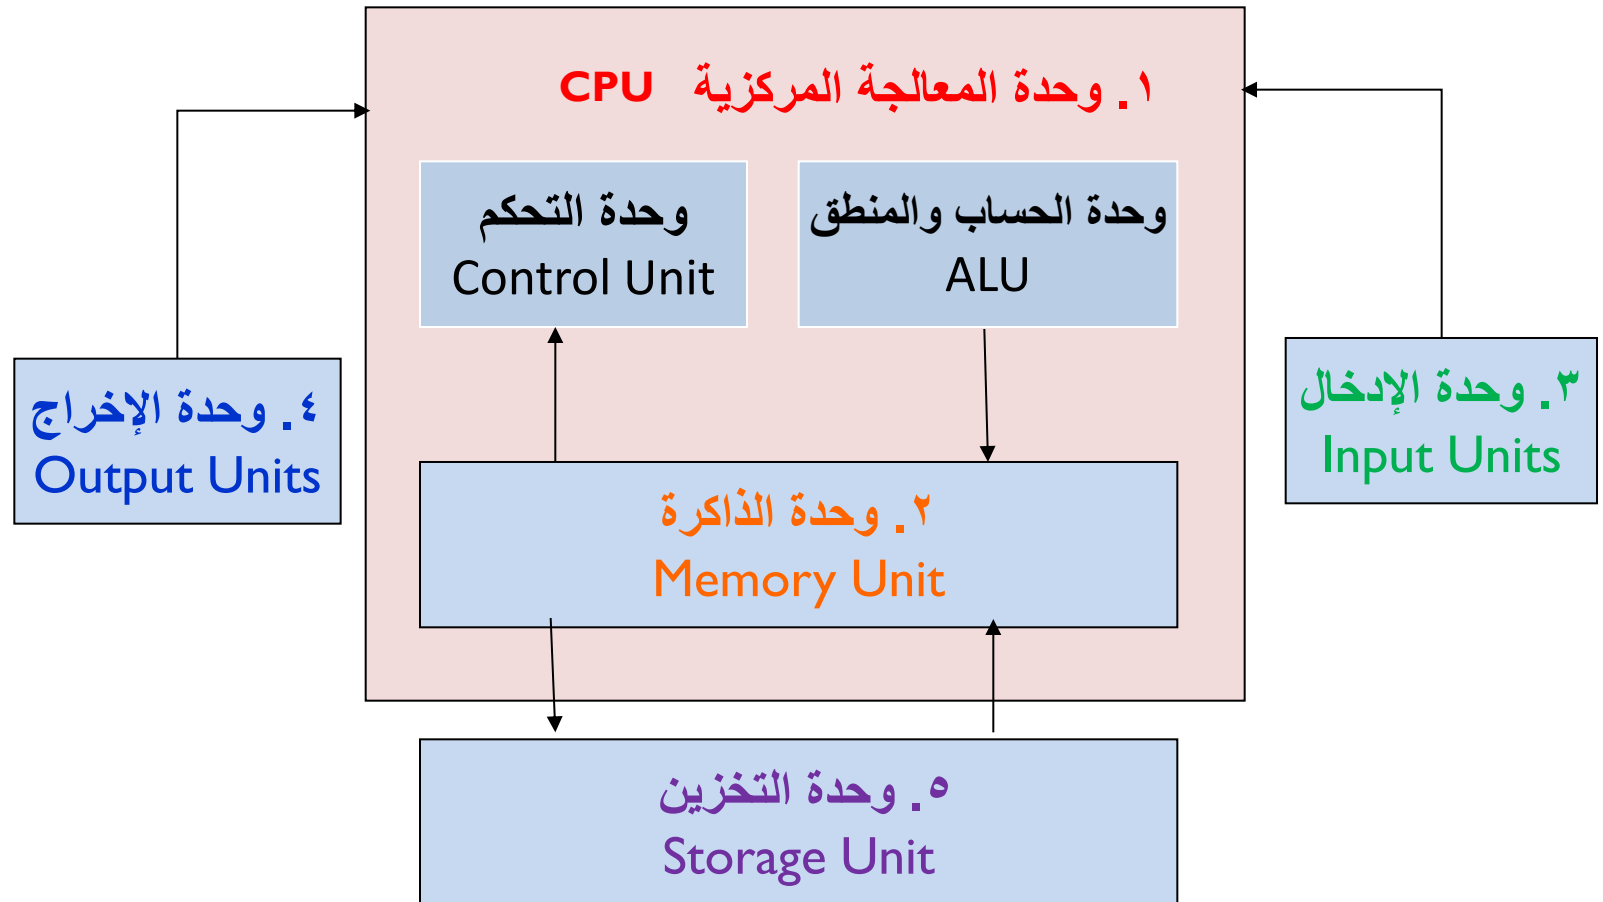 ١. وحدة المعالجة المركزية CPU
وحدة الحساب والمنطق
ALU
وحدة التحكم
Control Unit
٢. وحدة الذاكرة
Memory Unit
٣. وحدة الإدخال
Input Units
٤. وحدة الإخراج
Output Units
٥. وحدة التخزين
Storage Unit